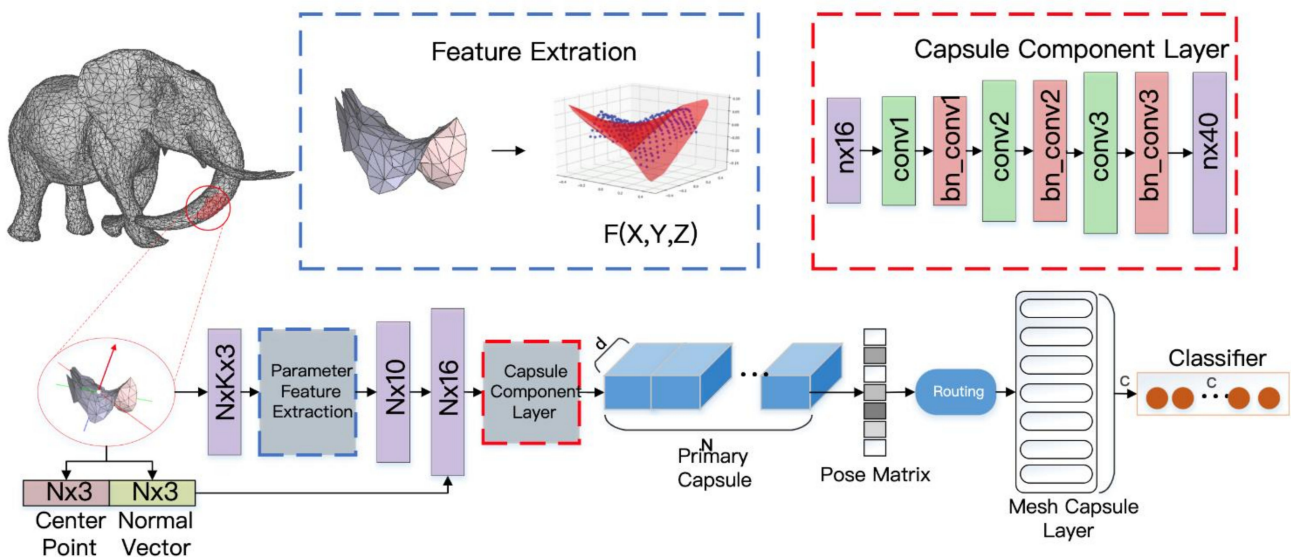 Feature Extration
F(X,Y,Z)
Capsule Component Layer
nx16
conv1
bn_conv1
conv2
bn_conv2
conv3
bn_conv3
nx40
NxKx3
Parameter
Feature
Extraction
Nx10
Nx16
Capsule
Component
Layer
d
N
Primary
Capsule
Pose Matrix
Routing
Mesh Capsule
Layer
C
Classifier
C
Nx3
Nx3
Center
Point
Normal
Vector